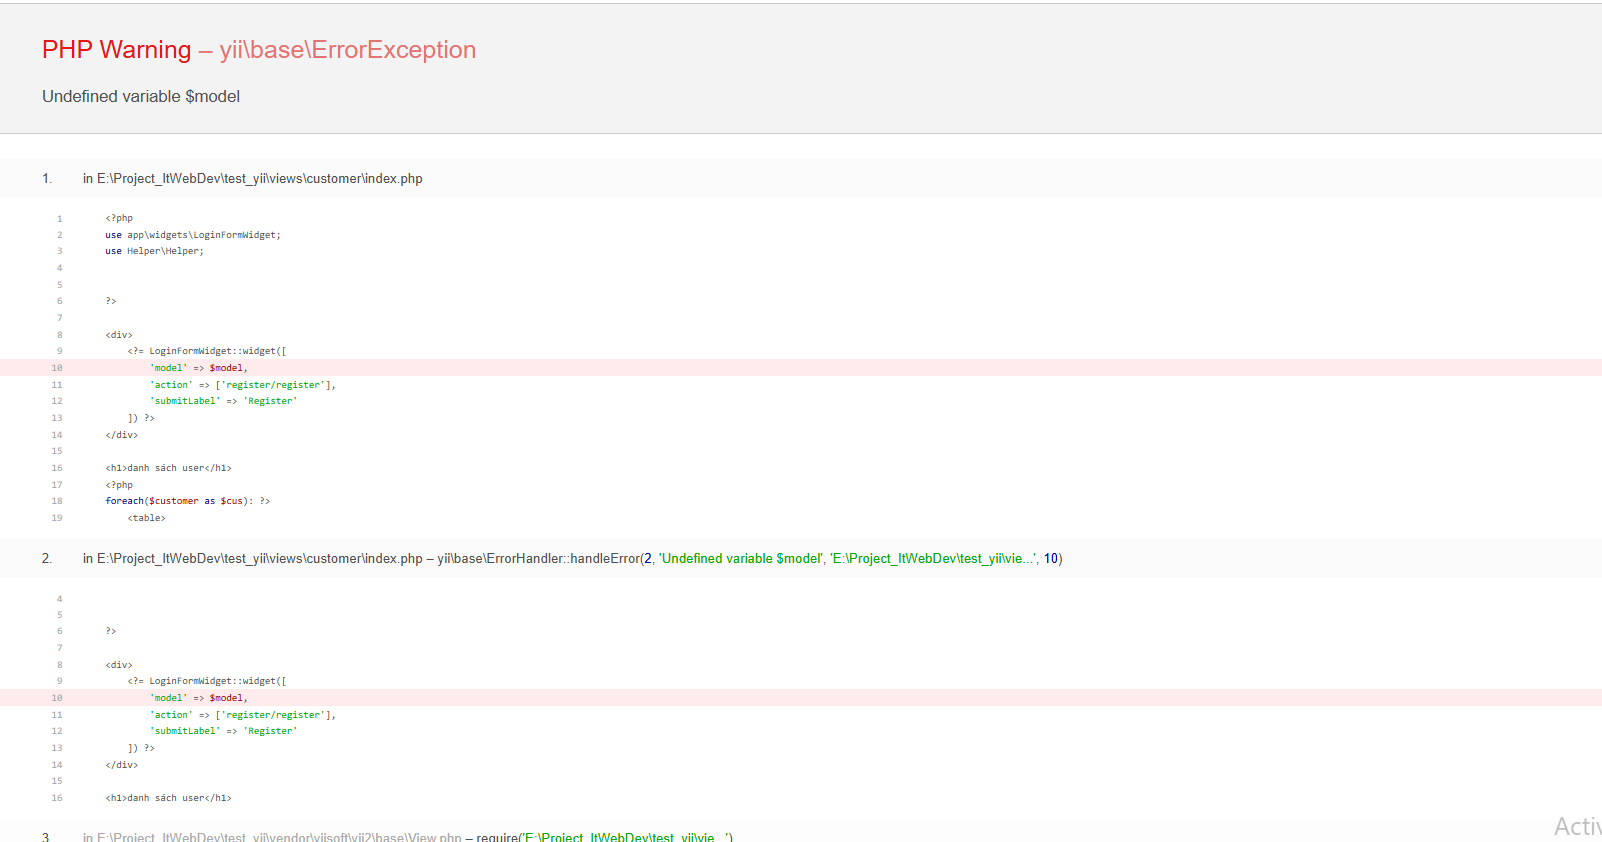 PHP Warning – yii\base\ErrorException
Undefined variable $model
1. in E:\Project_ItWebDev\test_yii\views\customer\index.php
1 <?php
2 use app\widgets\LoginFormWidget;
3 use Helper\Helper;
4
5
6 ?>
7
8 <div>
9 <?= LoginFormWidget::widget([
10 'model' => $model,
11 'action' => ['register/register'],
12 'submitLabel' => 'Register'
13 ]) ?>
14 </div>
15
16 <h1>danh sách user</h1>
17 <?php
18 foreach($customer as $cus): ?>
19 <table>
2. in E:\Project_ItWebDev\test_yii\views\customer\index.php – yii\base\ErrorHandler::handleError(2, 'Undefined variable $model', 'E:\Project_ItWebDev\test_yii\vie...', 10)
4
5
6 ?>
7
8 <div>
9 <?= LoginFormWidget::widget([
10 'model' => $model,
11 'action' => ['register/register'],
12 'submitLabel' => 'Register'
13 ]) ?>
14 </div>
15
16 <h1>danh sách user</h1>
3. in E:\Project_ItWebDev\test_yii\vendor\yiisoft\yii2\base\View.php – require('E:\Project_ItWebDev\test_yii\vie...')
Activ